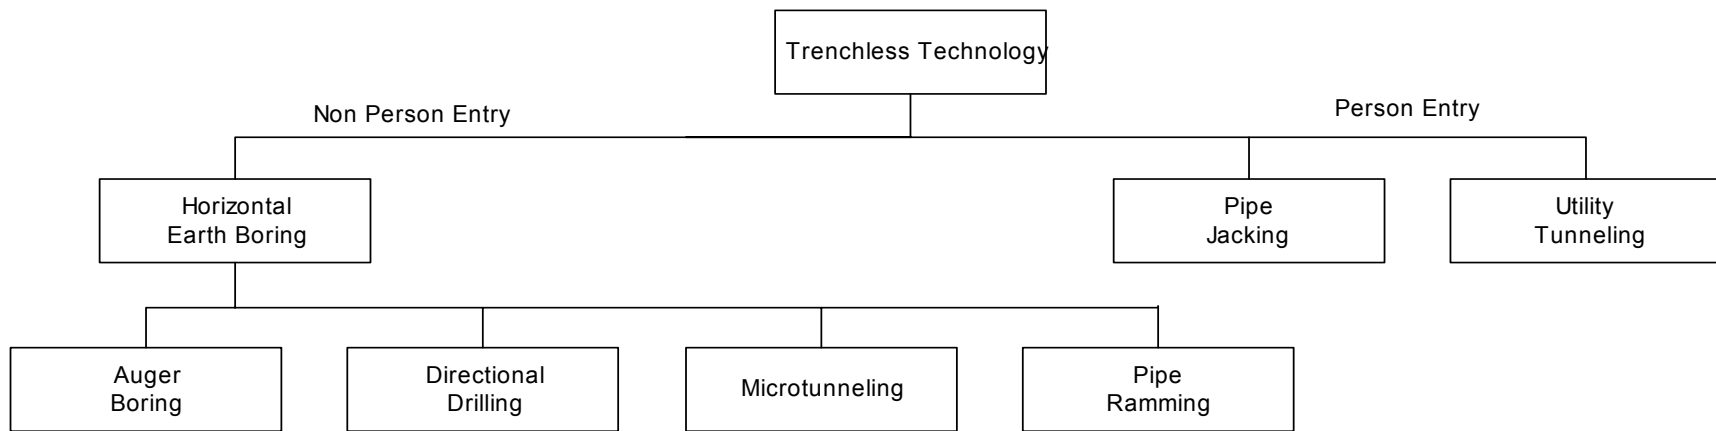 Trenchless Technology
Non Person Entry
Person Entry
Horizontal
Earth Boring
Pipe
Jacking
Utility
Tunneling
Auger
Boring
Directional
Drilling
Microtunneling
Pipe
Ramming